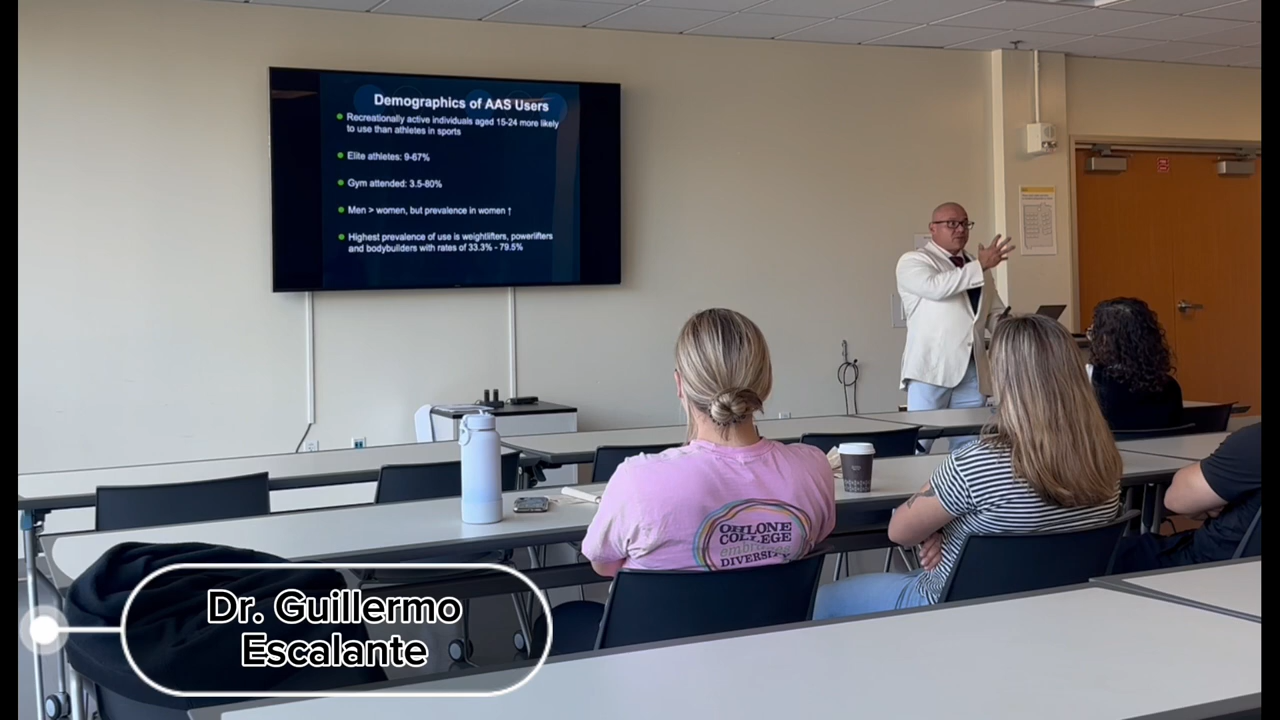 Demographics of AAS Users
Recreationally active individuals aged 15-24 more likely
to use than athletes in sports
Elite athletes: 9-67%
Gym attended: 3.5-80%
Men > women, but prevalence in women ↑
Highest prevalence of use is weightlifters, powerlifters
and bodybuilders with rates of 33.3% - 79.5%
OHLONE
COLLEGE
embraces
DIVERSITY
Dr. Guillermo
Escalante